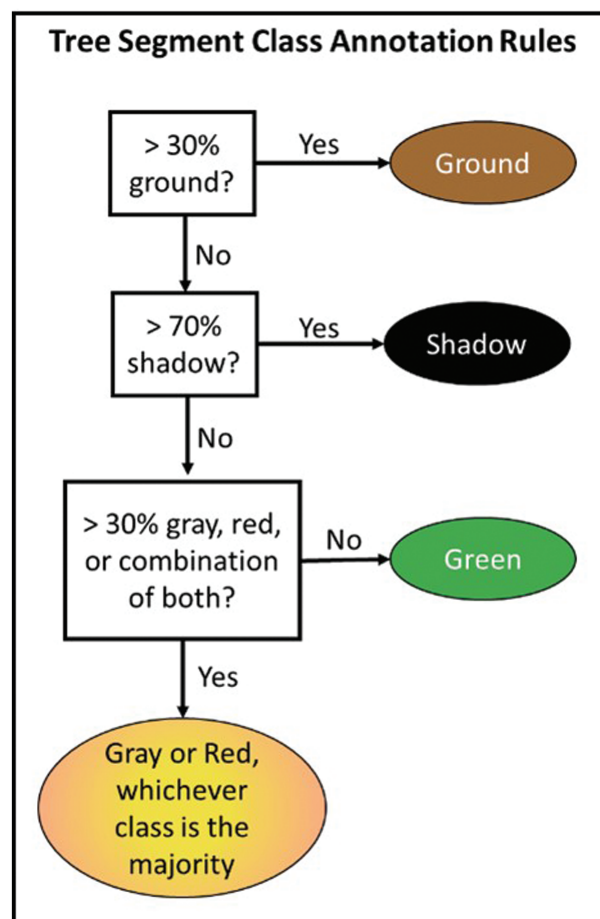 Tree Segment Class Annotation Rules
> 30%
ground?
Yes
Ground
No
> 70%
shadow?
Yes
Shadow
No
> 30% gray, red,
or combination
of both?
No
Green
Yes
Gray or Red,
whichever
class is the
majority